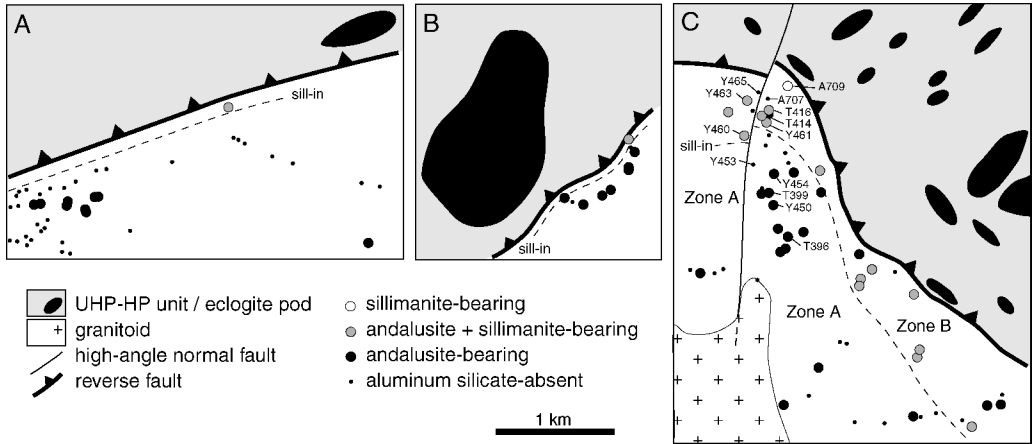 A
sill-in
B
sill-in
C
Y465
A709
Y463
A707
T416
T414
Y461
Y460
sill-in
Y453
Y454
T399
Y450
Zone A
T396
Zone A
Zone B
UHP-HP unit / eclogite pod
granitoid
high-angle normal fault
reverse fault
sillimanite-bearing
andalusite + sillimanite-bearing
andalusite-bearing
aluminum silicate-absent
1 km